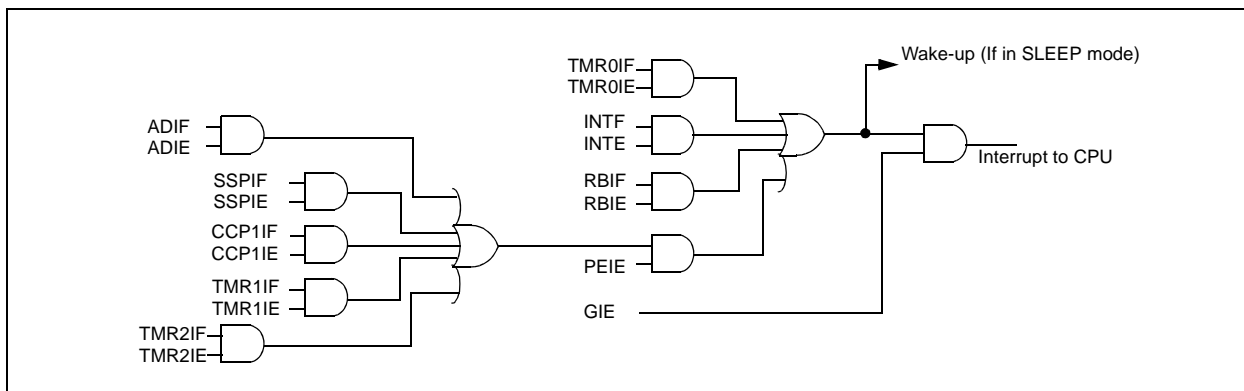 Wake-up (If in SLEEP mode)
TMR0IF
TMR0IE
ADIF
ADIE
INTF
INTE
Interrupt to CPU
SSPIF
SSPIE
RBIF
RBIE
CCP1IF
CCP1IE
PEIE
TMR1IF
TMR1IE
GIE
TMR2IF
TMR2IE